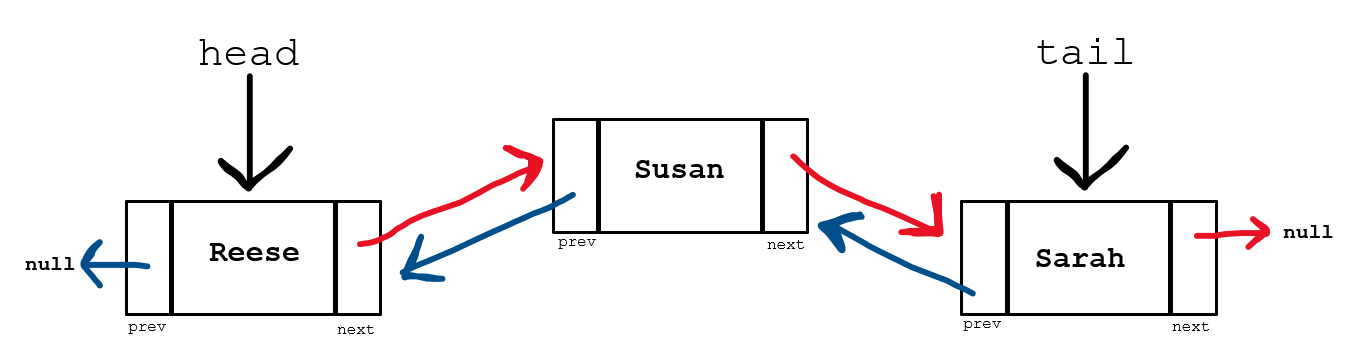 head
tail
null
Reese
prev
next
Susan
prev
next
Sarah
prev
next
null